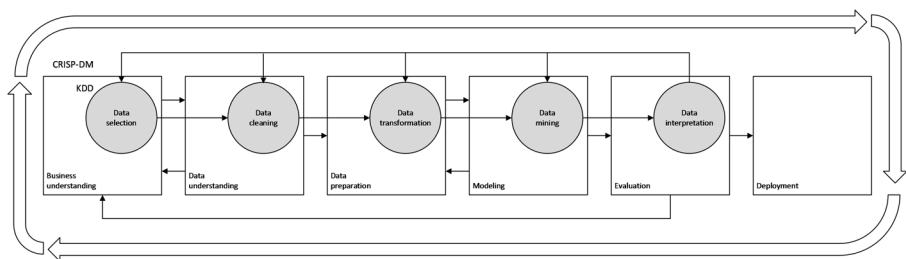 CRISP-DM
KDD
Data
selection
Data
cleaning
Data
transformation
Data
mining
Data
interpretation
Business
understanding
Data
understanding
Data
preparation
Modeling
Evaluation
Deployment